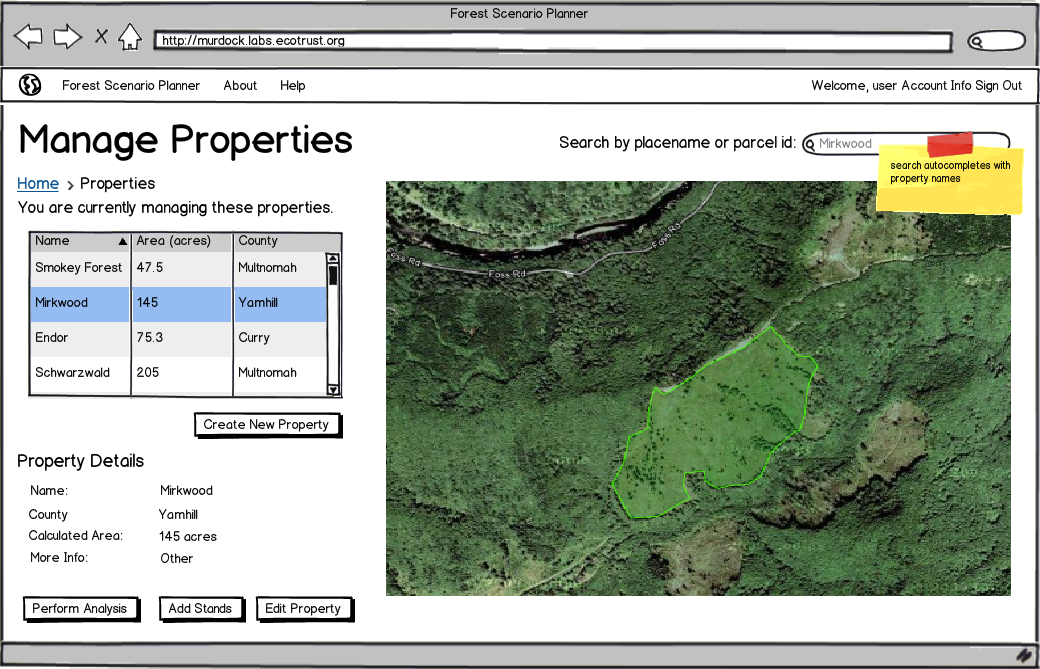 Forest Scenario Planner
http://murdock.labs.ecotrust.org
Forest Scenario Planner About Help Welcome, user Account Info Sign Out
Manage Properties
Search by placename or parcel id: Mirkwood
search autocompletes with
property names
Home Properties
You are currently managing these properties.
Name Area (acres) County
Smokey Forest 47.5 Multnomah
Mirkwood 145 Yamhill
Endor 75.3 Curry
Schwarzwald 205 Multnomah
Foss Rd
Foss Rd
oss Rd
Create New Property
Property Details
Name: Mirkwood
County Yamhill
Calculated Area: 145 acres
More Info: Other
Perform Analysis Add Stands Edit Property